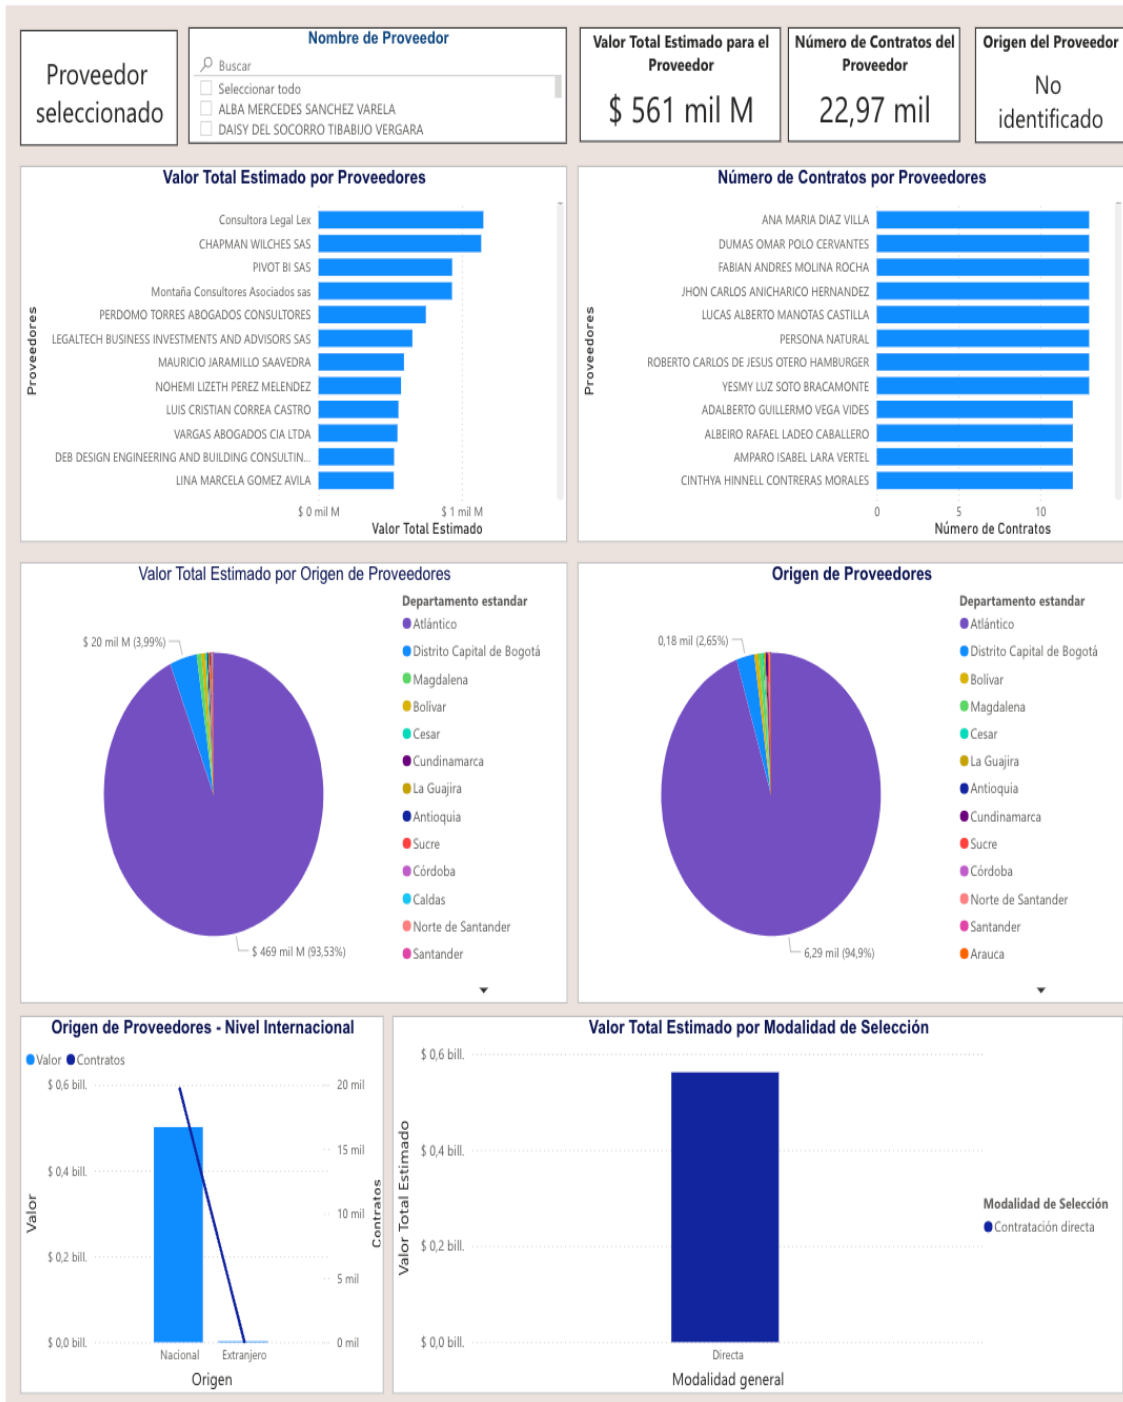 Proveedor
seleccionado
Nombre de Proveedor
Buscar
Seleccionar todo
ALBA MERCEDES SANCHEZ VARELA
DAISY DEL SOCORRO TIBABIJO VERGARA
Valor Total Estimado para el
Proveedor
$ 561 mil M
Número de Contratos del
Proveedor
22,97 mil
Origen del Proveedor
No
identificado
Valor Total Estimado por Proveedores
Proveedores
Consultora Legal Lex
CHAPMAN WILCHES SAS
PIVOT BI SAS
Montaña Consultores Asociados sas
PERDOMO TORRES ABOGADOS CONSULTORES
LEGALTECH BUSINESS INVESTMENTS AND ADVISORS SAS
MAURICIO JARAMILLO SAAVEDRA
NOHEMI LIZETH PEREZ MELENDEZ
LUIS CRISTIAN CORREA CASTRO
VARGAS ABOGADOS CIA LTDA
DEB DESIGN ENGINEERING AND BUILDING CONSULTIN...
LINA MARCELA GOMEZ AVILA
$ 0 mil M $ 1 mil M
Valor Total Estimado
Número de Contratos por Proveedores
Proveedores
ANA MARIA DIAZ VILLA
DUMAS OMAR POLO CERVANTES
FABIAN ANDRES MOLINA ROCHA
JHON CARLOS ANICHARICO HERNANDEZ
LUCAS ALBERTO MANOTAS CASTILLA
PERSONA NATURAL
ROBERTO CARLOS DE JESUS OTERO HAMBURGER
YESMY LUZ SOTO BRACAMONTE
ADALBERTO GUILLERMO VEGA VIDES
ALBEIRO RAFAEL LADEO CABALLERO
AMPARO ISABEL LARA VERTEL
CINTHYA HINNELL CONTRERAS MORALES
0 5 10
Número de Contratos
Valor Total Estimado por Origen de Proveedores
$ 20 mil M (3,99%)
$ 469 mil M (93,53%)
Departamento estandar
Atlántico
Distrito Capital de Bogotá
Magdalena
Bolívar
Cesar
Cundinamarca
La Guajira
Antioquia
Sucre
Córdoba
Caldas
Norte de Santander
Santander
Origen de Proveedores
0,18 mil (2,65%)
6,29 mil (94,9%)
Departamento estandar
Atlántico
Distrito Capital de Bogotá
Bolívar
Magdalena
Cesar
La Guajira
Antioquia
Cundinamarca
Sucre
Córdoba
Norte de Santander
Santander
Arauca
Origen de Proveedores - Nivel Internacional
Valor Contratos
Valor
$ 0,6 bill.
$ 0,4 bill.
$ 0,2 bill.
$ 0,0 bill.
20 mil
15 mil
10 mil
5 mil
0 mil
Contratos
Nacional Extranjero
Origen
Valor Total Estimado por Modalidad de Selección
Valor Total Estimado
$ 0,6 bill.
$ 0,4 bill.
$ 0,2 bill.
$ 0,0 bill.
Directa
Modalidad general
Modalidad de Selección
Contratación directa